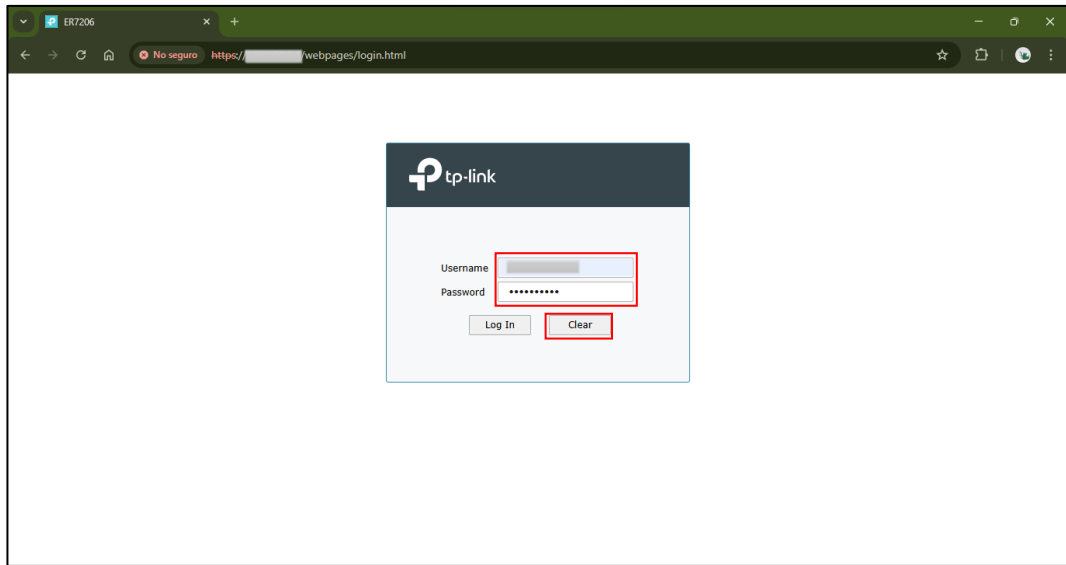 ER7206
No seguro https:// /webpages/login.html
tp-link
Username
Password
Log In Clear